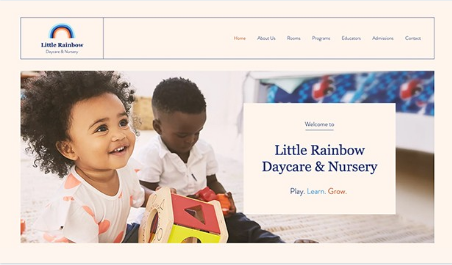 Little Rainbow
Daycare & Nursery
Home About Us Rooms Programs Educators Admissions Contact
Welcome to
Little Rainbow
Daycare & Nursery
Play. Learn. Grow.